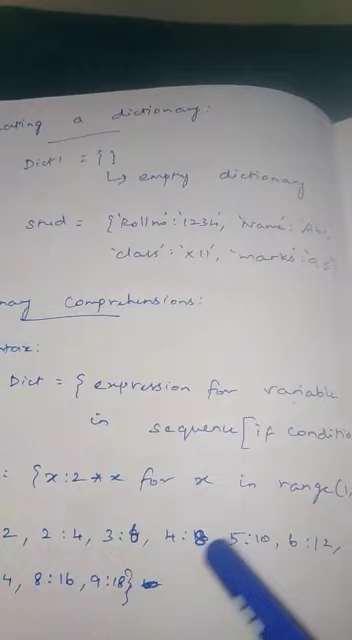 a dictionary:
Dict1 = { }
↳ empty dictionary
stud = {'Rollno':'1234', 'Name':
'class':'XII', 'marks':
Comprehensions:
Dict = { expression for variable
in sequence [if
: {x:2**x for x in range(1,
2, 2:4, 3:6, 4:8, 5:10, 6:12,
4, 8:16, 9:18}